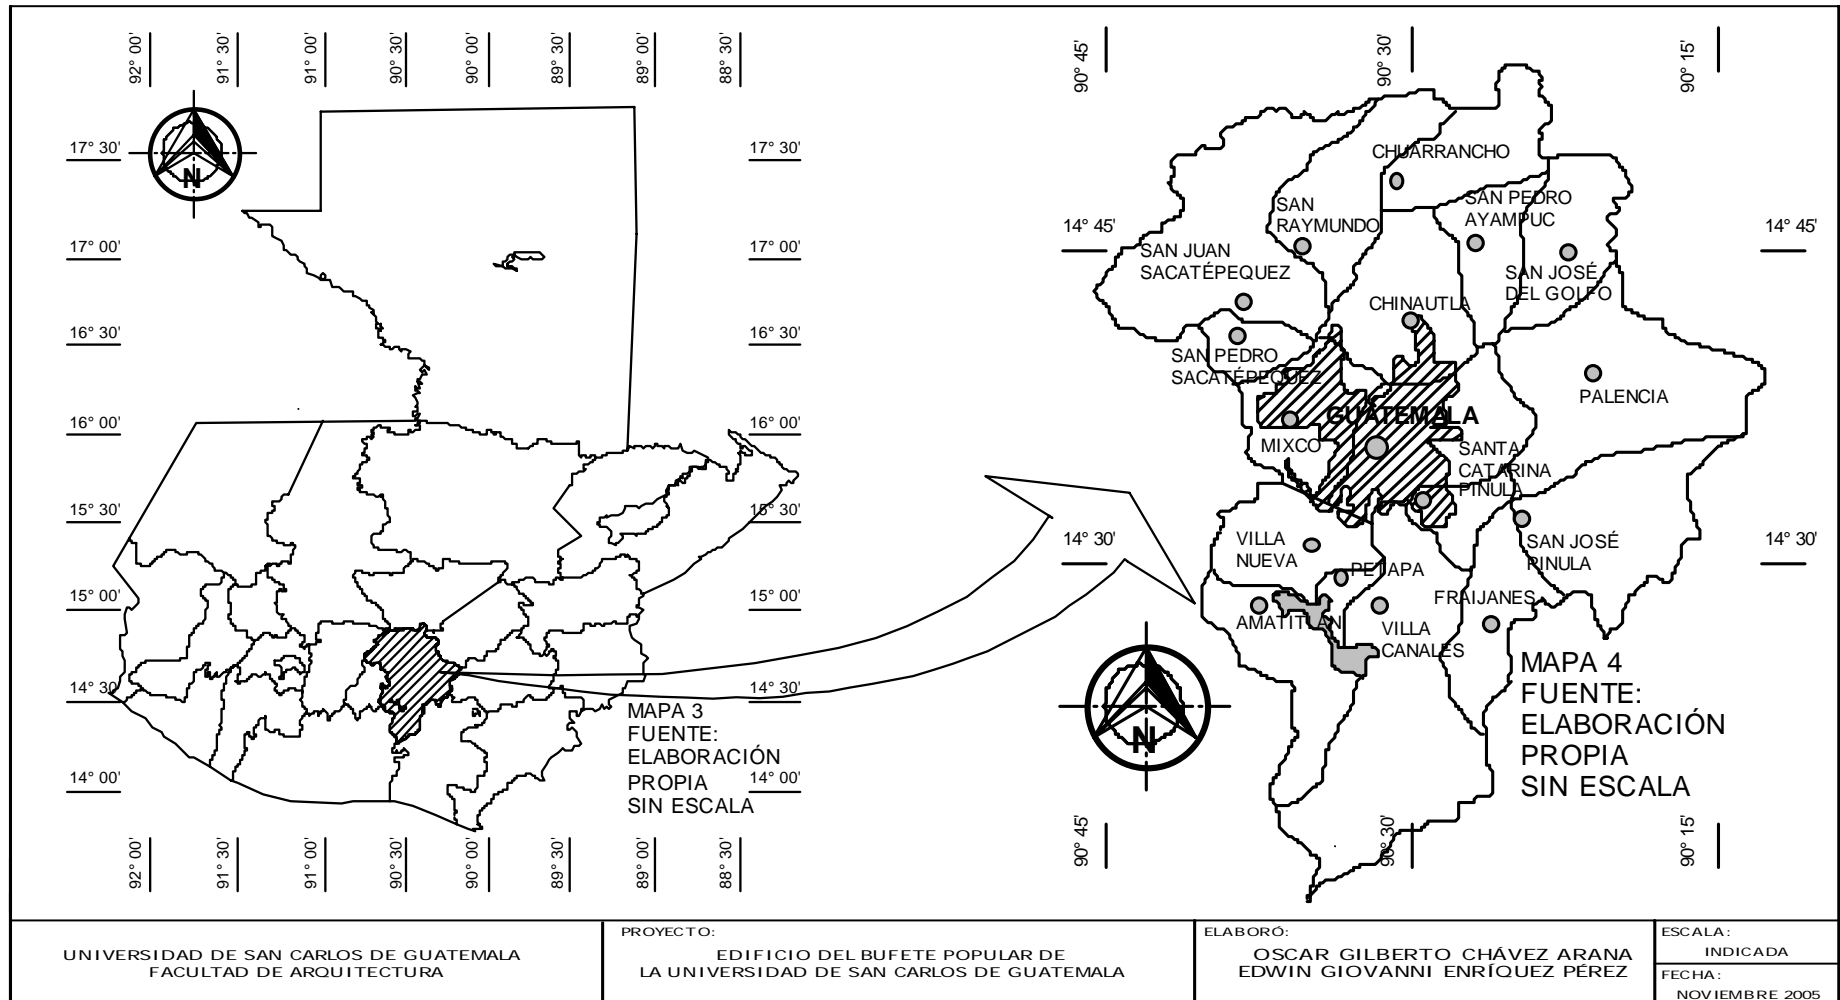 92° 00'
91° 30'
91° 00'
90° 30'
90° 00'
89° 30'
89° 00'
88° 30'
17° 30'
17° 30'
N
17° 00'
17° 00'
16° 30'
16° 30'
16° 00'
16° 00'
15° 30'
15° 30'
15° 00'
15° 00'
14° 30'
14° 30'
14° 00'
14° 00'
MAPA 3
FUENTE:
ELABORACIÓN
PROPIA
SIN ESCALA
92° 00'
91° 30'
91° 00'
90° 30'
90° 00'
89° 30'
89° 00'
88° 30'
90° 45'
90° 30'
90° 15'
14° 45'
14° 45'
CHUARRANCHO
SAN PEDRO
AYAMPUC
SAN
RAYMUNDO
SAN JUAN
SACATÉPEQUEZ
SAN JOSÉ
DEL GOLFO
CHINAUTLA
SAN PEDRO
SACATÉPEQUEZ
PALENCIA
GUATEMALA
MIXCO
SANTA
CATARINA
PINULA
14° 30'
14° 30'
VILLA
NUEVA
SAN JOSÉ
PINULA
PETAPA
FRAIJANES
AMATITLAN
VILLA
CANALES
N
MAPA 4
FUENTE:
ELABORACIÓN
PROPIA
SIN ESCALA
90° 45'
90° 30'
90° 15'
UNIVERSIDAD DE SAN CARLOS DE GUATEMALA
FACULTAD DE ARQUITECTURA
PROYECTO:
EDIFICIO DEL BUFETE POPULAR DE
LA UNIVERSIDAD DE SAN CARLOS DE GUATEMALA
ELABORÓ:
OSCAR GILBERTO CHÁVEZ ARANA
EDWIN GIOVANNI ENRÍQUEZ PÉREZ
ESCALA:
INDICADA
FECHA:
NOVIEMBRE 2005